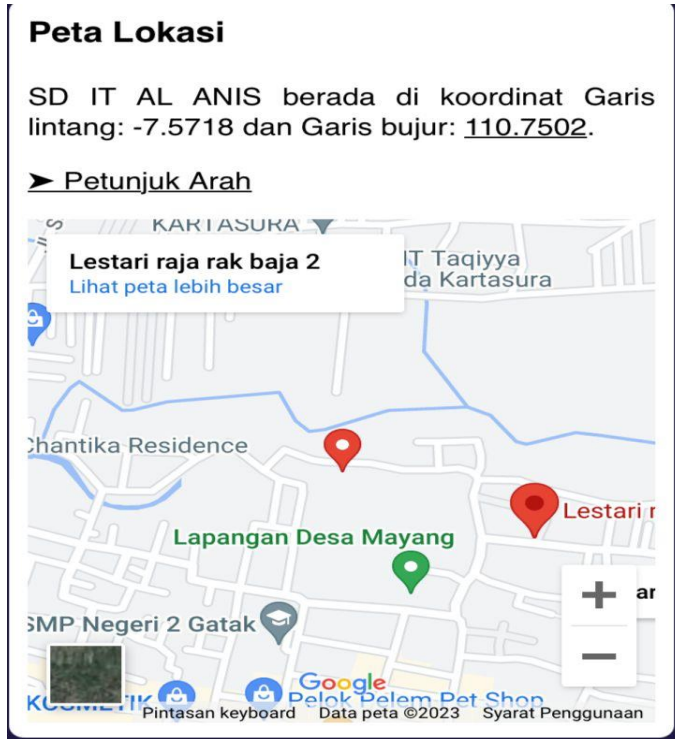 Peta Lokasi
SD IT AL ANIS berada di koordinat Garis
lintang: -7.5718 dan Garis bujur: 110.7502.
➤ Petunjuk Arah
KARTASURA
Lestari raja rak baja 2
Lihat peta lebih besar
IT Taqiyya
da Kartasura
Chantika Residence
Lestari r
Lapangan Desa Mayang
SMP Negeri 2 Gatak
ar
KOSMETIK
Google
Pelok Pelem Pet Shop
Pintasan keyboard Data peta ©2023 Syarat Penggunaan